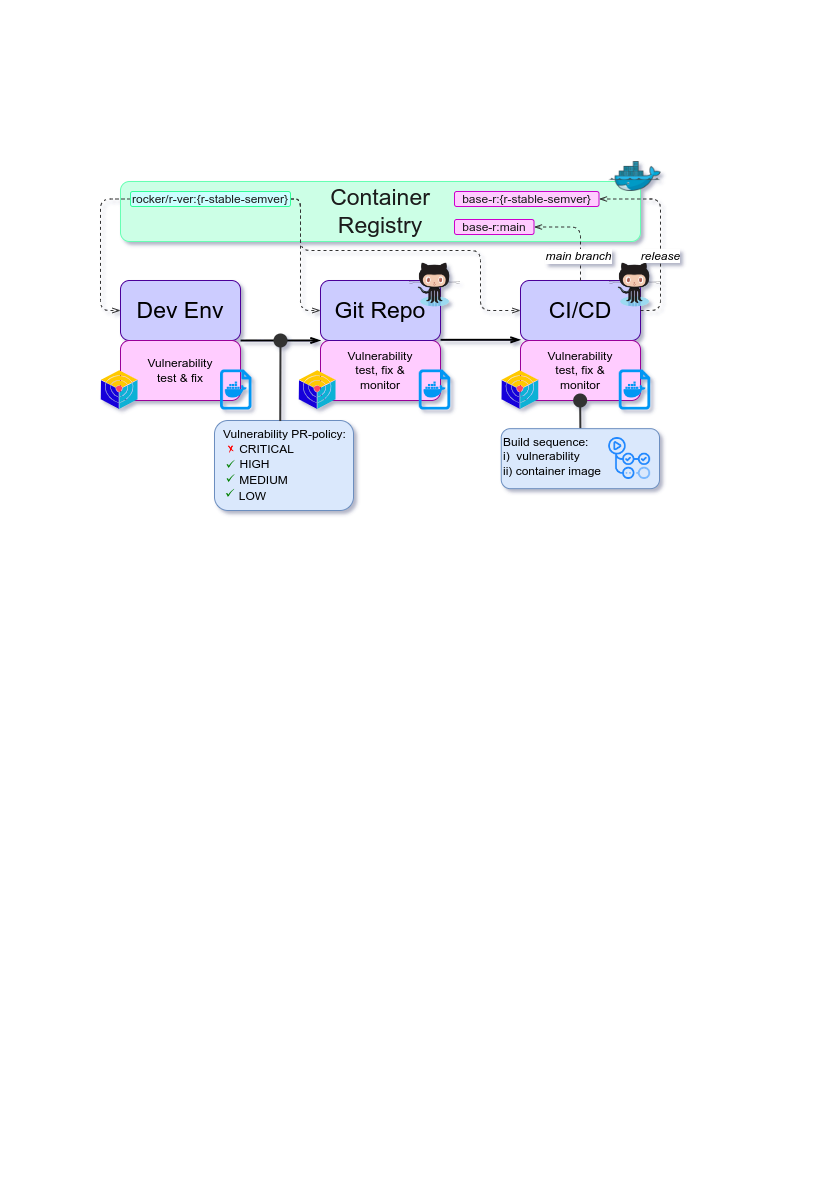 rocker/r-ver:{r-stable-semver}
Container
Registry
base-r:{r-stable-semver}
base-r:main
main branch
release
Dev Env
Git Repo
CI/CD
Vulnerability
test & fix
Vulnerability
test, fix &
monitor
Vulnerability
test, fix &
monitor
Vulnerability PR-policy:
✗ CRITICAL
✓ HIGH
✓ MEDIUM
✓ LOW
Build sequence:
i) vulnerability
ii) container image